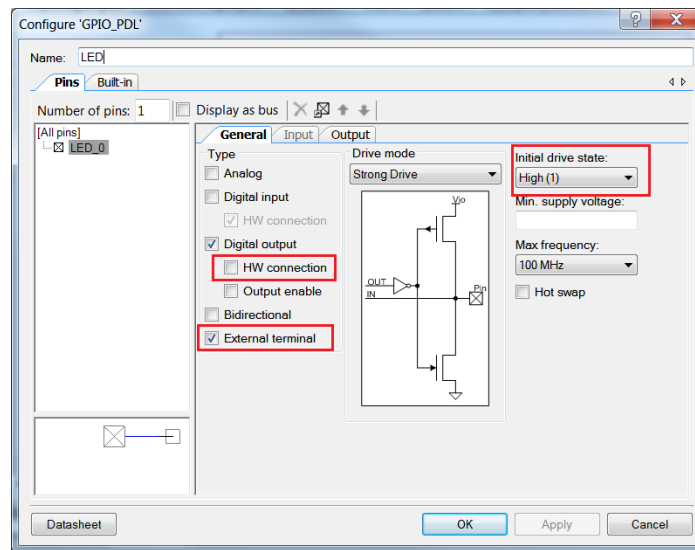 Configure 'GPIO_PDL'
Name: LED
Pins Built-in
Number of pins: 1 Display as bus
[All pins]
LED_0
General Input Output
Type
Analog
Digital input
HW connection
Digital output
HW connection
Output enable
Bidirectional
External terminal
Drive mode
Strong Drive
Vio
OUT
IN
Pin
Initial drive state:
High (1)
Min. supply voltage:
Max frequency:
100 MHz
Hot swap
Datasheet OK Apply Cancel